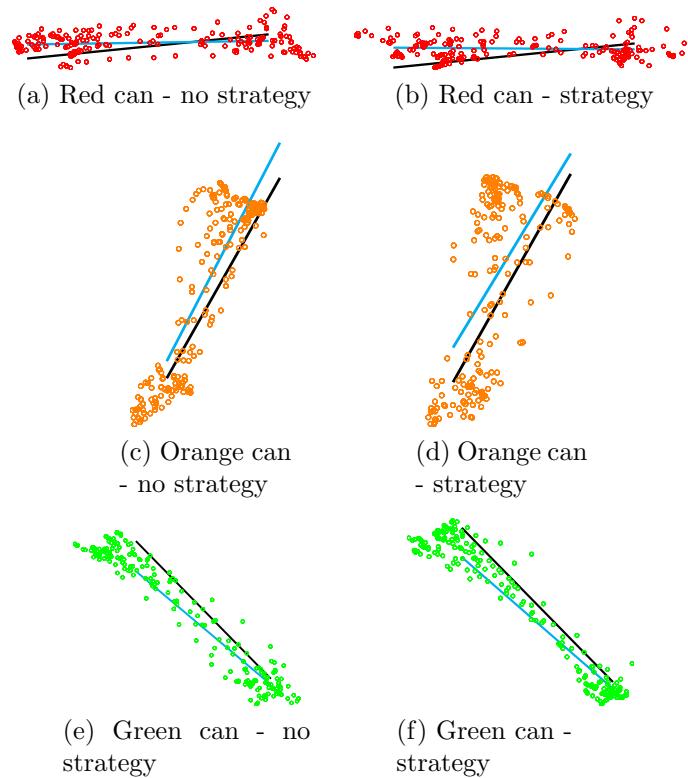 (a) Red can - no strategy
(b) Red can - strategy
(c) Orange can
- no strategy
(d) Orange can
- strategy
(e) Green can - no
strategy
(f) Green can -
strategy